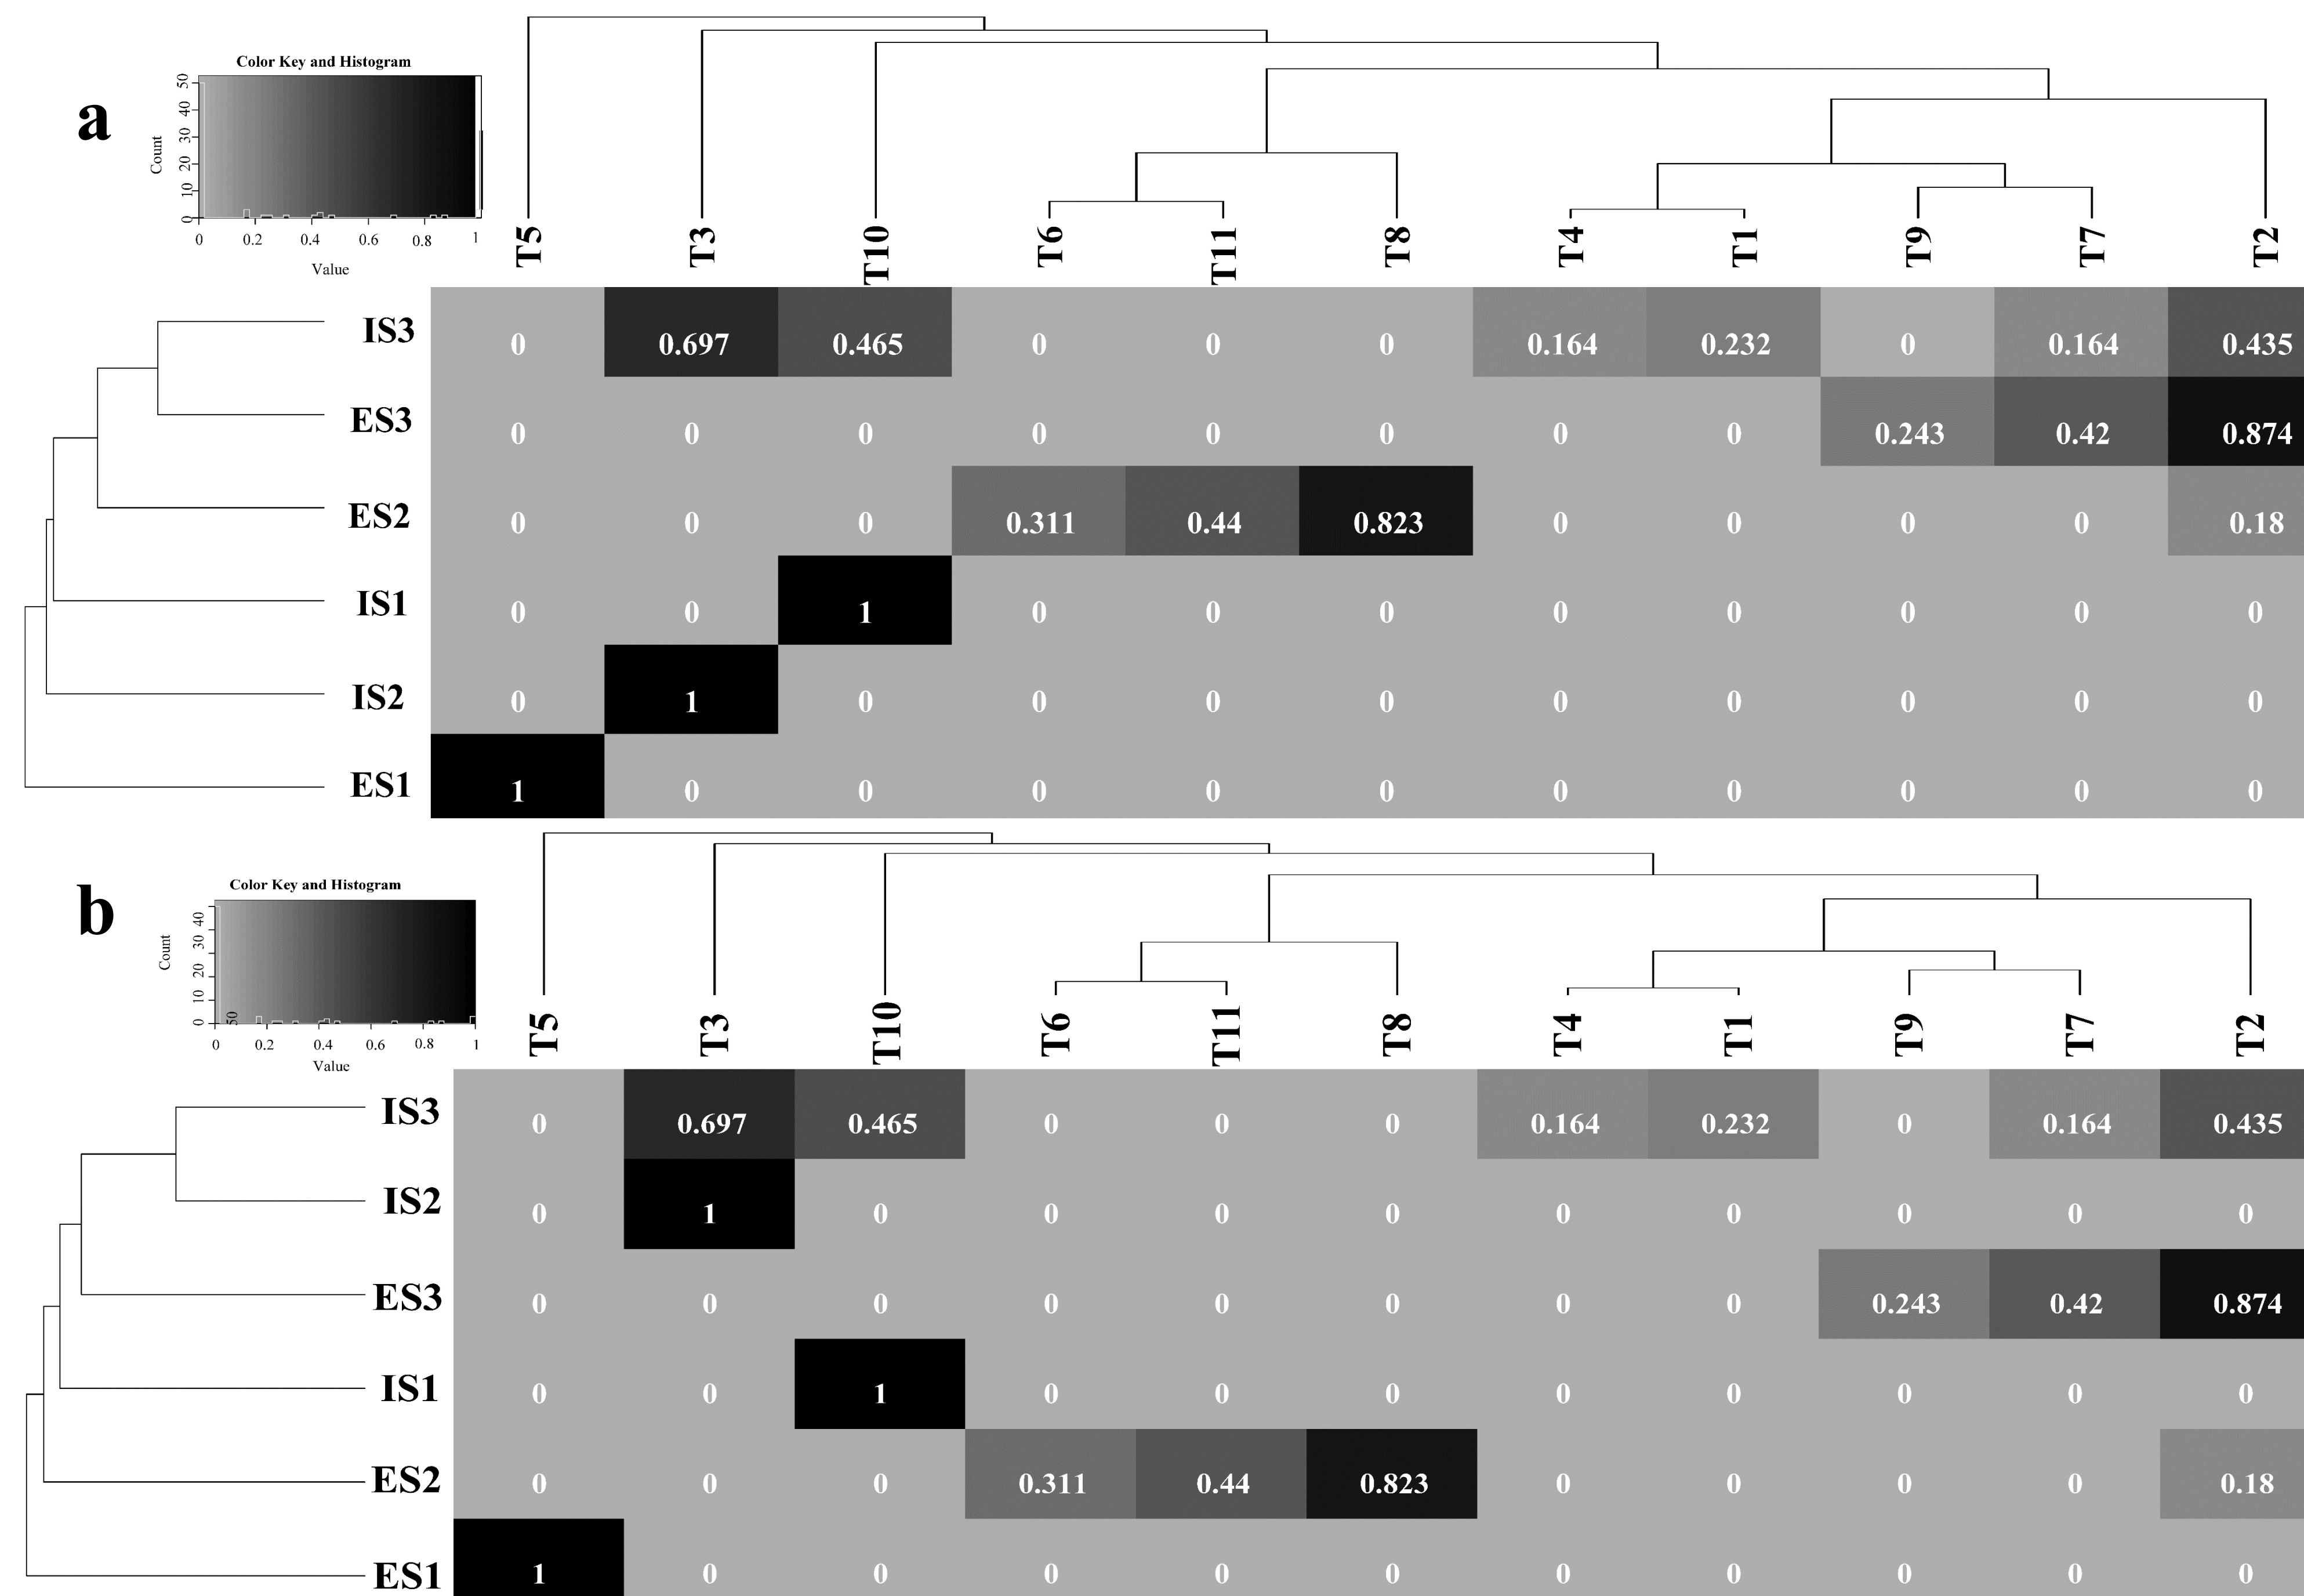 a
Color Key and Histogram
Count
0 10 20 30 40 50
0 0.2 0.4 0.6 0.8 1
Value
T5 T3 T10 T6 T11 T8 T4 T1 T9 T7 T2
IS3 0 0.697 0.465 0 0 0 0.164 0.232 0 0.164 0.435
ES3 0 0 0 0 0 0 0 0 0.243 0.42 0.874
ES2 0 0 0 0.311 0.44 0.823 0 0 0 0 0.18
IS1 0 0 1 0 0 0 0 0 0 0 0
IS2 0 1 0 0 0 0 0 0 0 0 0
ES1 1 0 0 0 0 0 0 0 0 0 0
b
Color Key and Histogram
Count
0 10 20 30 40
50
0 0.2 0.4 0.6 0.8 1
Value
T5 T3 T10 T6 T11 T8 T4 T1 T9 T7 T2
IS3 0 0.697 0.465 0 0 0 0.164 0.232 0 0.164 0.435
IS2 0 1 0 0 0 0 0 0 0 0 0
ES3 0 0 0 0 0 0 0 0 0.243 0.42 0.874
IS1 0 0 1 0 0 0 0 0 0 0 0
ES2 0 0 0 0.311 0.44 0.823 0 0 0 0 0.18
ES1 1 0 0 0 0 0 0 0 0 0 0